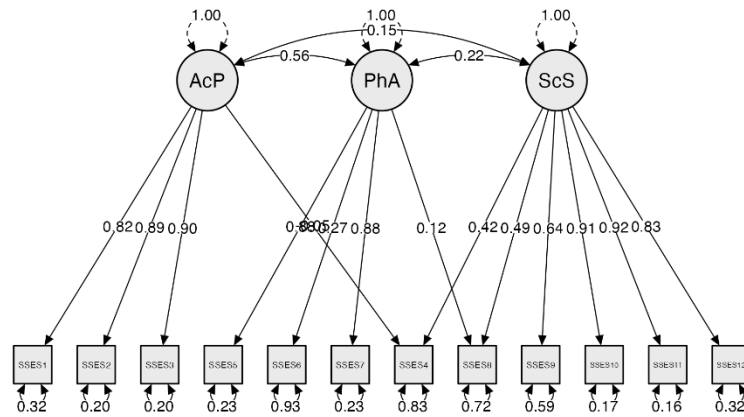 1.00 1.00 1.00
0.15
0.56 0.22
AcP PhA ScS
0.82 0.89 0.90 0.27 0.88 0.12 0.42 0.49 0.64 0.91 0.92 0.83
SSES1 SSES2 SSES3 SSES5 SSES6 SSES7 SSES4 SSES8 SSES9 SSES10 SSES11 SSES12
0.32 0.20 0.20 0.23 0.93 0.23 0.83 0.72 0.59 0.17 0.16 0.32